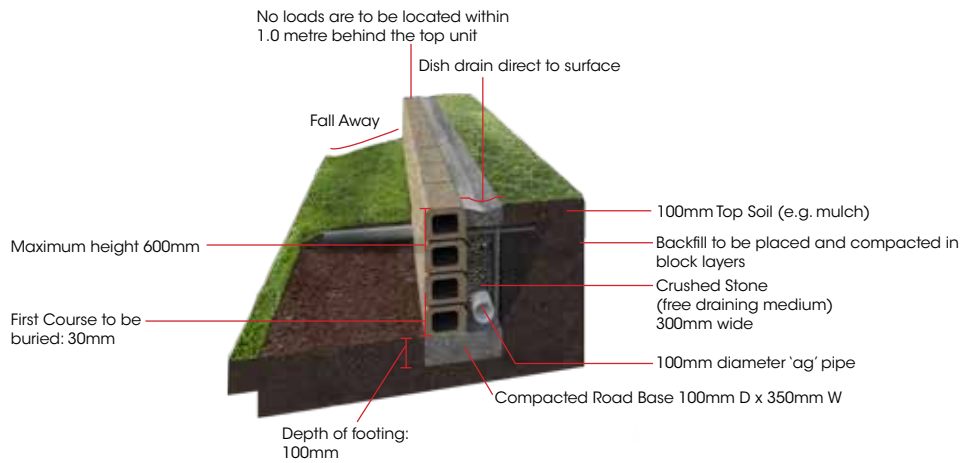 No loads are to be located within
1.0 metre behind the top unit
Dish drain direct to surface
Fall Away
100mm Top Soil (e.g. mulch)
Maximum height 600mm
Backfill to be placed and compacted in
block layers
Crushed Stone
(free draining medium)
300mm wide
First Course to be
buried: 30mm
100mm diameter ‘ag’ pipe
Compacted Road Base 100mm D x 350mm W
Depth of footing:
100mm